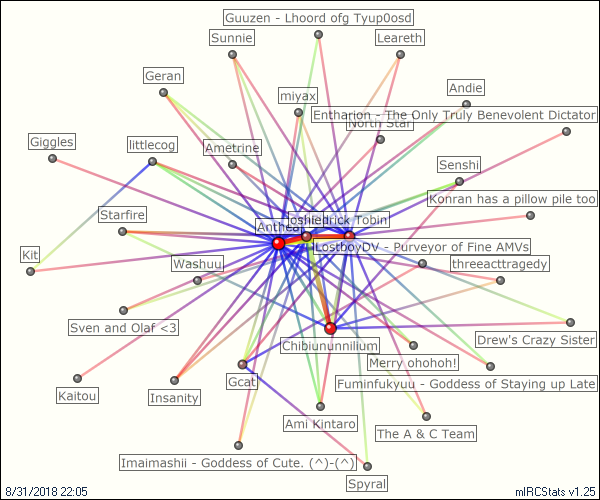 Guuzen - Lhoord ofg Tyup0osd
Sunnie
Leareth
Geran
Andie
miyax
Entharion - The Only Truly Benevolent Dictator
North Star
Giggles
littlecog
Ametrine
Senshi
Konran has a pillow pile too
Starfire
Anthea
Joshie
drick Tobin
LostboyDV - Purveyor of Fine AMVs
Kit
Washuu
threeacttragedy
Sven and Olaf <3
Chibiununnilium
Drew's Crazy Sister
Merry ohohoh!
Kaitou
Insanity
Gcat
Fuminfukyuu - Goddess of Staying up Late
Ami Kintaro
The A & C Team
Imaimashii - Goddess of Cute. (^)-(^)
Spyral
8/31/2018 22:05
mIRCStats v1.25